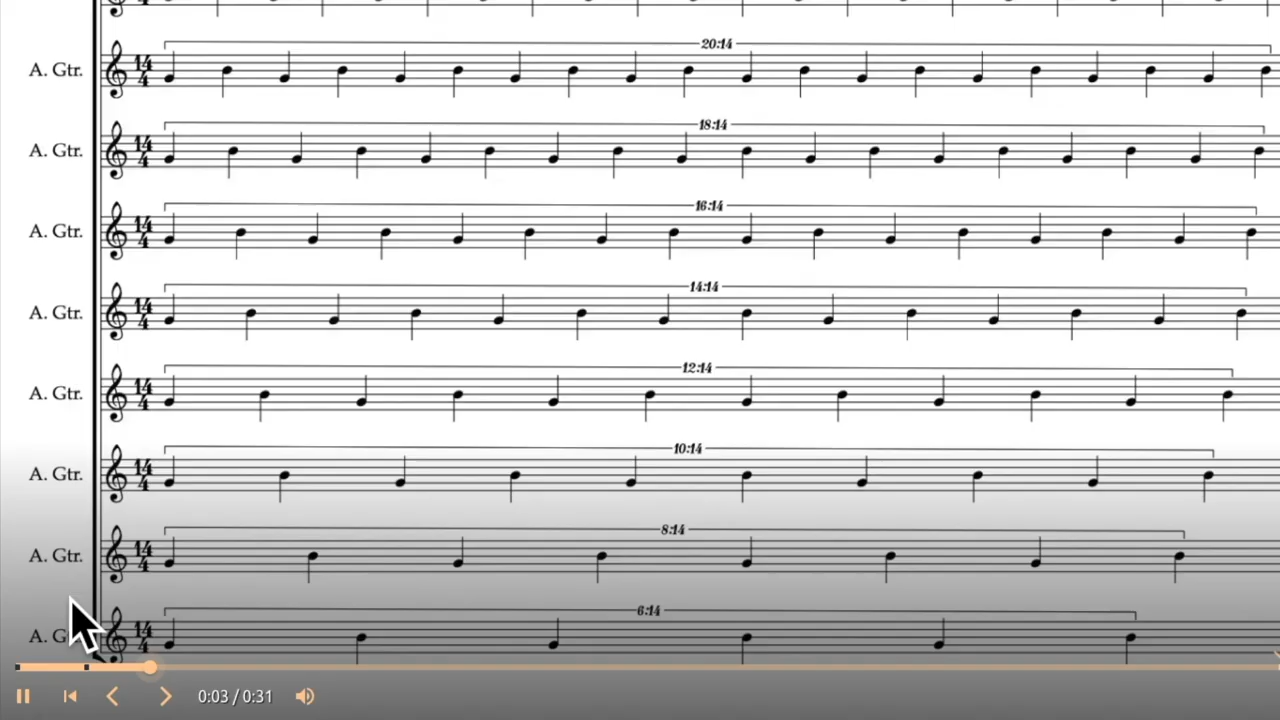 20:14
A. Gtr. 14 4
18:14
A. Gtr. 14 4
16:14
A. Gtr. 14 4
14:14
A. Gtr. 14 4
12:14
A. Gtr. 14 4
10:14
A. Gtr. 14 4
8:14
A. Gtr. 14 4
6:14
A. G 14 4
0:03 / 0:31